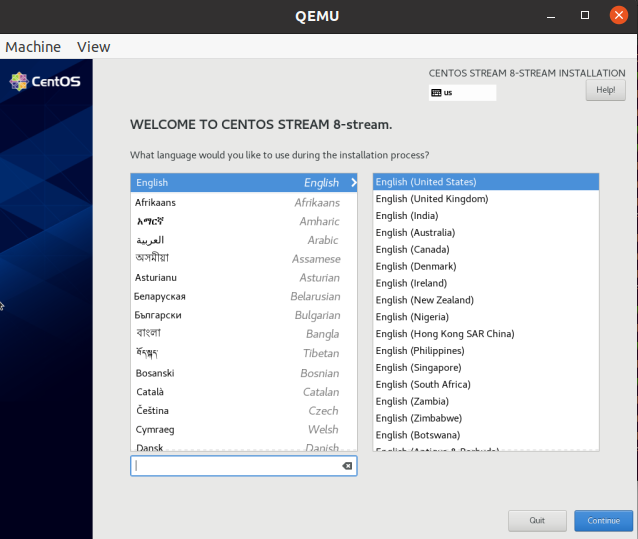 QEMU
Machine View
CentOS
CENTOS STREAM 8-STREAM INSTALLATION
us
Help!
WELCOME TO CENTOS STREAM 8-stream.
What language would you like to use during the installation process?
English English
Afrikaans Afrikaans
አማርኛ Amharic
العربية Arabic
অসমীয়া Assamese
Asturianu Asturian
Беларуская Belarusian
Български Bulgarian
বাংলা Bangla
བོད་སྐད་ Tibetan
Bosanski Bosnian
Català Catalan
Čeština Czech
Cymraeg Welsh
Dansk Danish
English (United States)
English (United Kingdom)
English (India)
English (Australia)
English (Canada)
English (Denmark)
English (Ireland)
English (New Zealand)
English (Nigeria)
English (Hong Kong SAR China)
English (Philippines)
English (Singapore)
English (South Africa)
English (Zambia)
English (Zimbabwe)
English (Botswana)
English (Antigua & Barbuda)
Quit
Continue